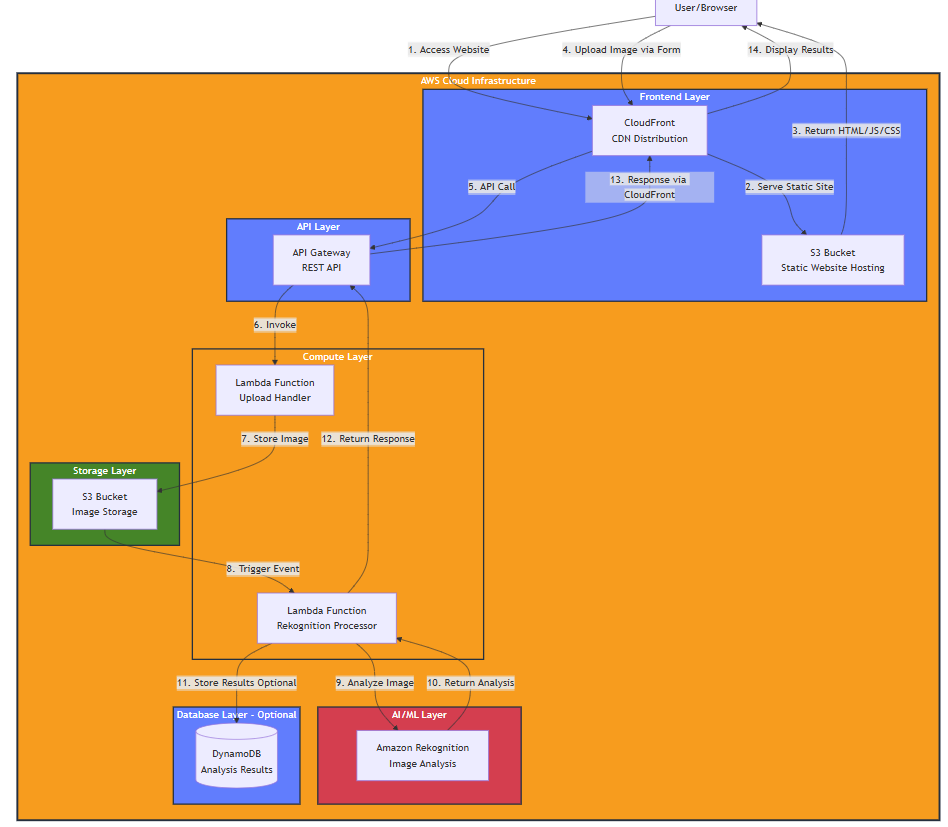 User/Browser
1. Access Website
4. Upload Image via Form
14. Display Results
AWS Cloud Infrastructure
Frontend Layer
CloudFront
CDN Distribution
3. Return HTML/JS/CSS
5. API Call
13. Response via
CloudFront
2. Serve Static Site
API Layer
API Gateway
REST API
S3 Bucket
Static Website Hosting
6. Invoke
Compute Layer
Lambda Function
Upload Handler
7. Store Image
12. Return Response
Storage Layer
S3 Bucket
Image Storage
8. Trigger Event
Lambda Function
Rekognition Processor
11. Store Results Optional
9. Analyze Image
10. Return Analysis
Database Layer - Optional
AI/ML Layer
DynamoDB
Analysis Results
Amazon Rekognition
Image Analysis